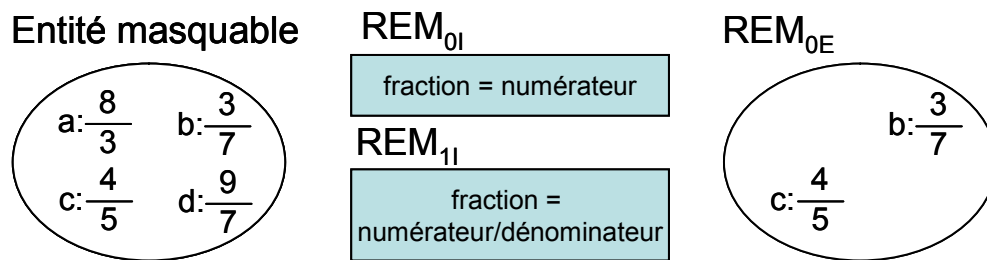 Entité masquable
a: 8/3 b: 3/7
c: 4/5 d: 9/7
REM0I
fraction = numérateur
REM1I
fraction =
numérateur/dénominateur
REM0E
b: 3/7
c: 4/5